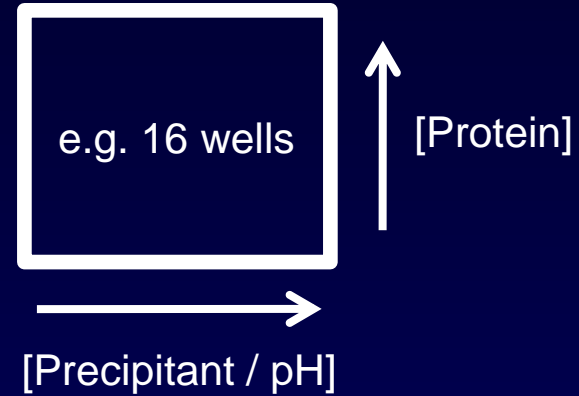 e.g. 16 wells
[Protein]
[Precipitant / pH]